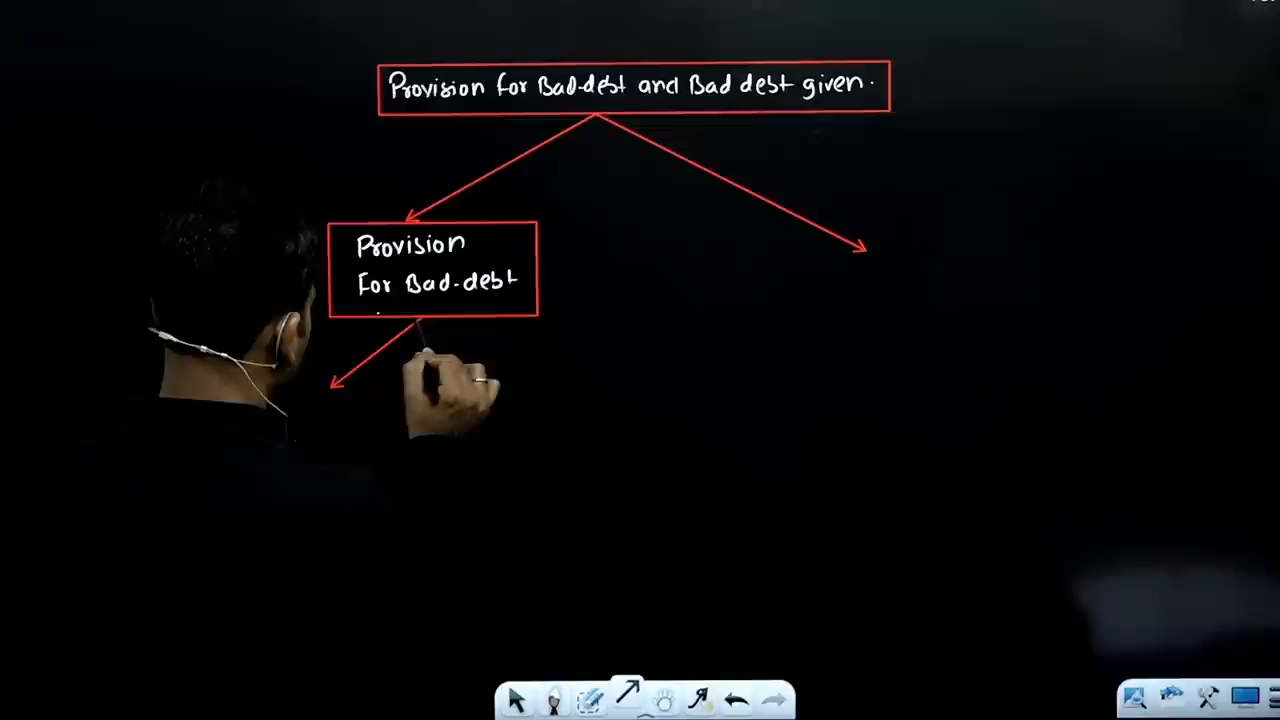 Provision for Bad-debt and Bad debt given.
Provision
For Bad-debt